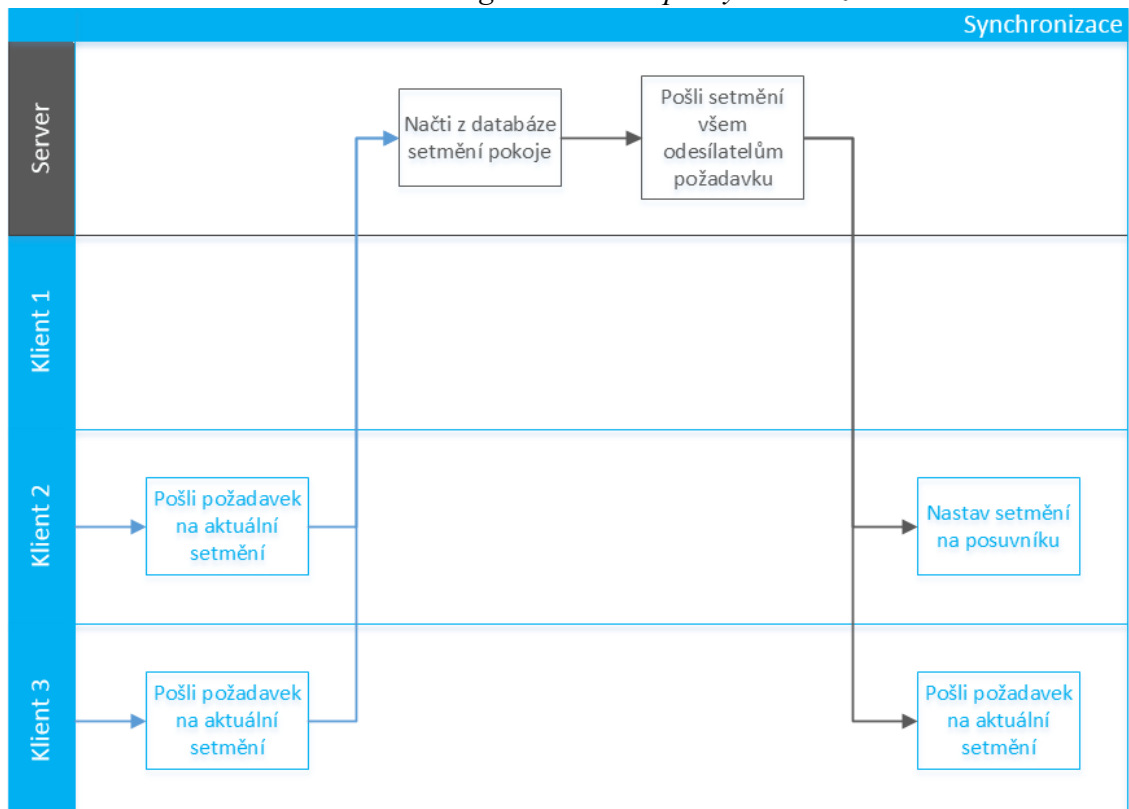 Synchronizace
Server
Načti z databáze
setmění pokoje
Pošli setmění
všem
odesílatelům
požadavku
Klient 1
Klient 2
Pošli požadavek
na aktuální
setmění
Nastav setmění
na posuvníku
Klient 3
Pošli požadavek
na aktuální
setmění
Pošli požadavek
na aktuální
setmění